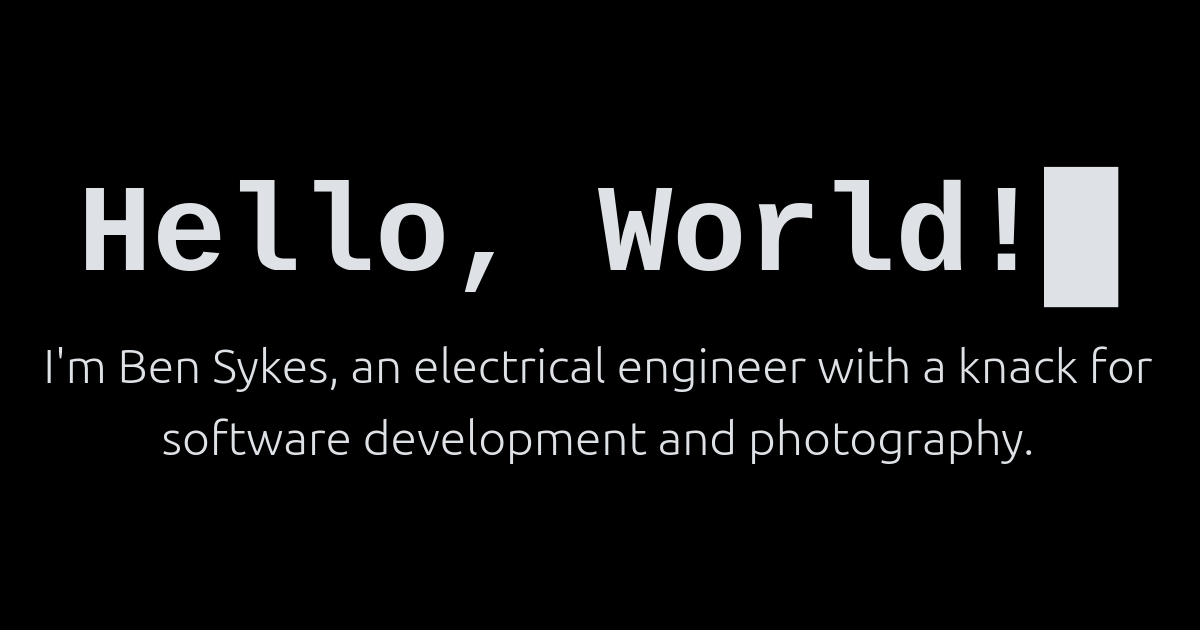 Hello, World!█
I'm Ben Sykes, an electrical engineer with a knack for
software development and photography.